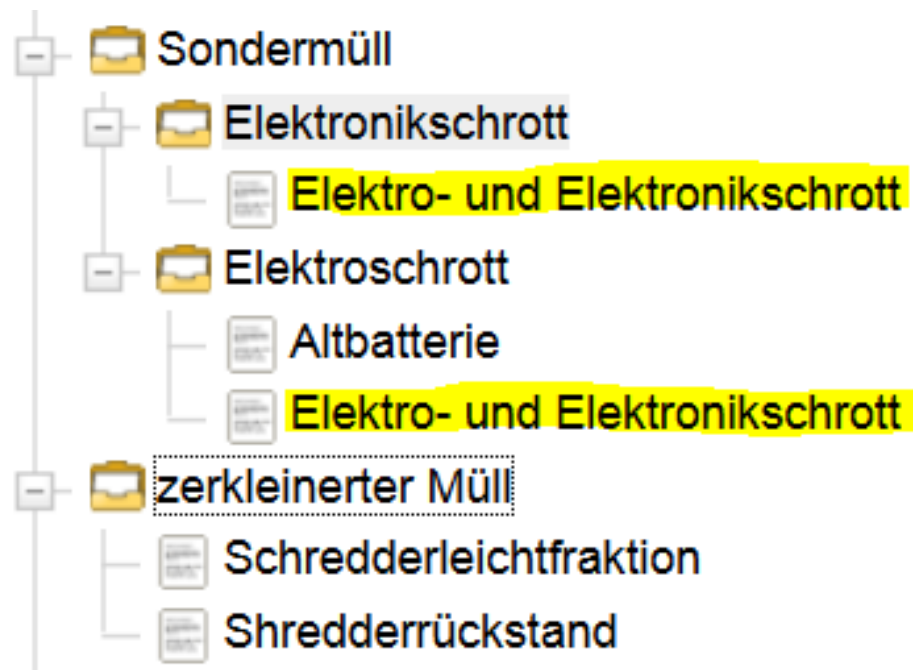 Sondermüll
Elektronikschrott
Elektro- und Elektronikschrott
Elektroschrott
Altbatterie
Elektro- und Elektronikschrott
zerkleinerter Müll
Schredderleichtfraktion
Shredderrückstand